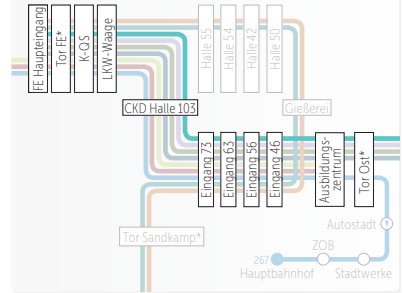 FE Haupteingang
Tor FE*
K-QS
LKW-Waage
Halle 55
Halle 54
Halle 42
Halle 50
CKD Halle 103
Gießerei
Eingang 73
Eingang 63
Eingang 56
Eingang 46
Ausbildungs-
zentrum
Tor Ost*
Tor Sandkamp*
Autostadt
ZOB
267
Hauptbahnhof
Stadtwerke